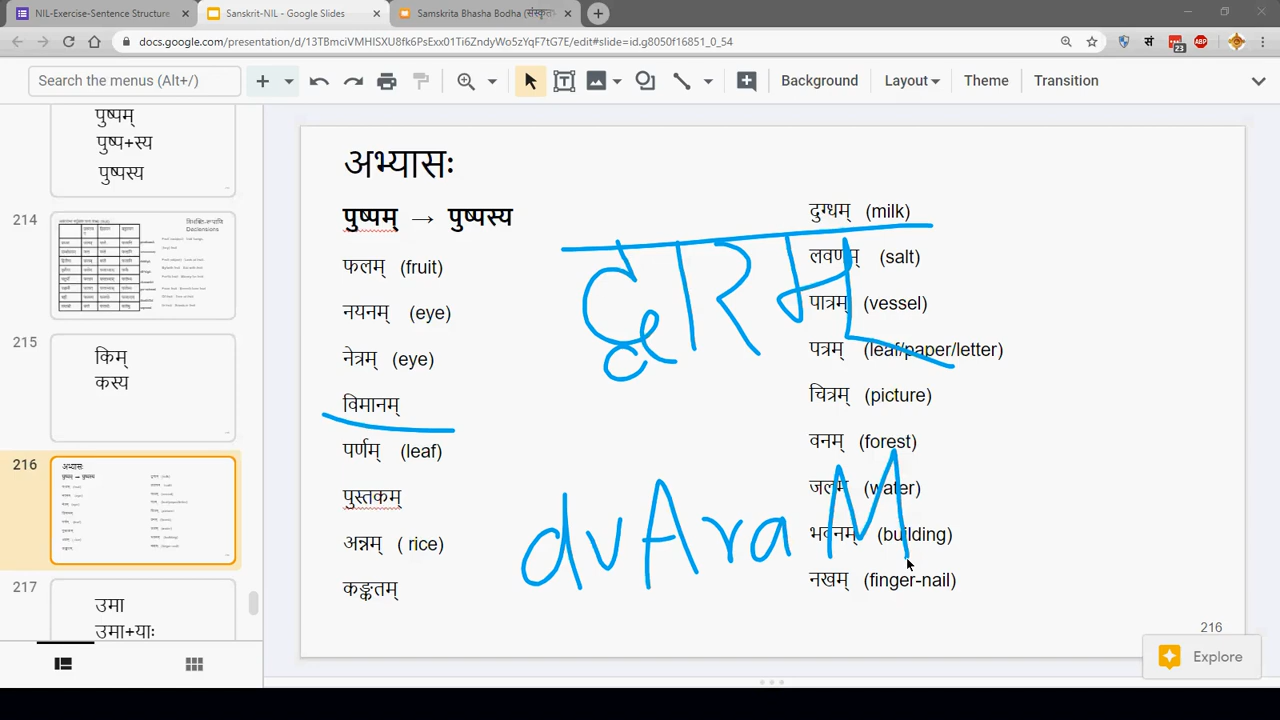 NIL-Exercise-Sentence Structure
Sanskrit-NIL - Google Slides
Samskrita Bhasha Bodha (संस्कृत
docs.google.com/presentation/d/13TBmciVMHISXU8fk6PsExx01Ti6ZndyWo5zYqF7tG7E/edit#slide=id.g8050f16851_0_54
सं
23
ABP
Search the menus (Alt+/)
Background
Layout
Theme
Transition
पुष्पम्
पुष्प+स्य
पुष्पस्य
214
215
किम्
कस्य
216
217
उमा
उमा+याः
अभ्यासः
पुष्पम् → पुष्पस्य
फलम् (fruit)
नयनम् (eye)
नेत्रम् (eye)
विमानम्
पर्णम् (leaf)
पुस्तकम्
अन्नम् ( rice)
कङ्कतम्
दुग्धम् (milk)
लवणम् (salt)
पात्रम् (vessel)
पत्रम् (leaf/paper/letter)
चित्रम् (picture)
वनम् (forest)
जलम् (water)
भवनम् (building)
नखम् (finger-nail)
द्वारम्
dvAraM
216
Explore